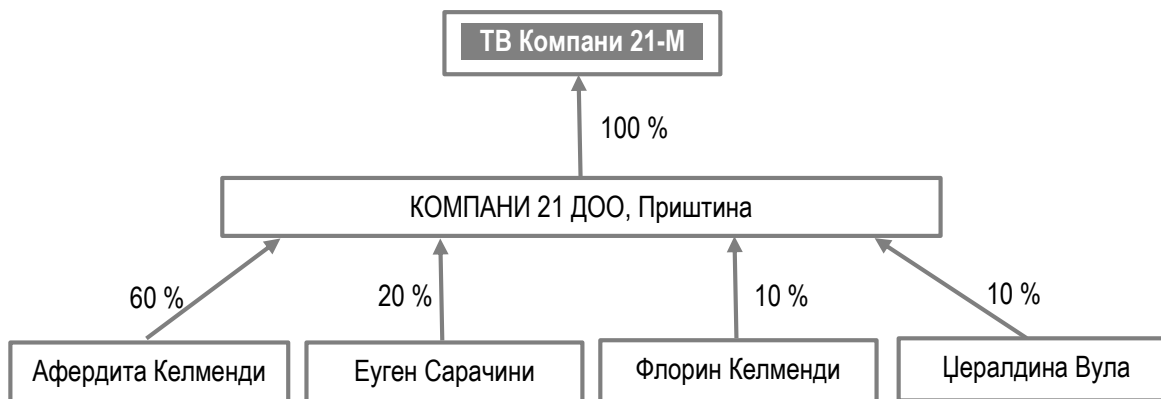 ТВ Компани 21-М
100 %
КОМПАНИ 21 ДОО, Приштина
60 %
20 %
10 %
10 %
Афердита Келменди
Еуген Сарачини
Флорин Келменди
Џералдина Вула